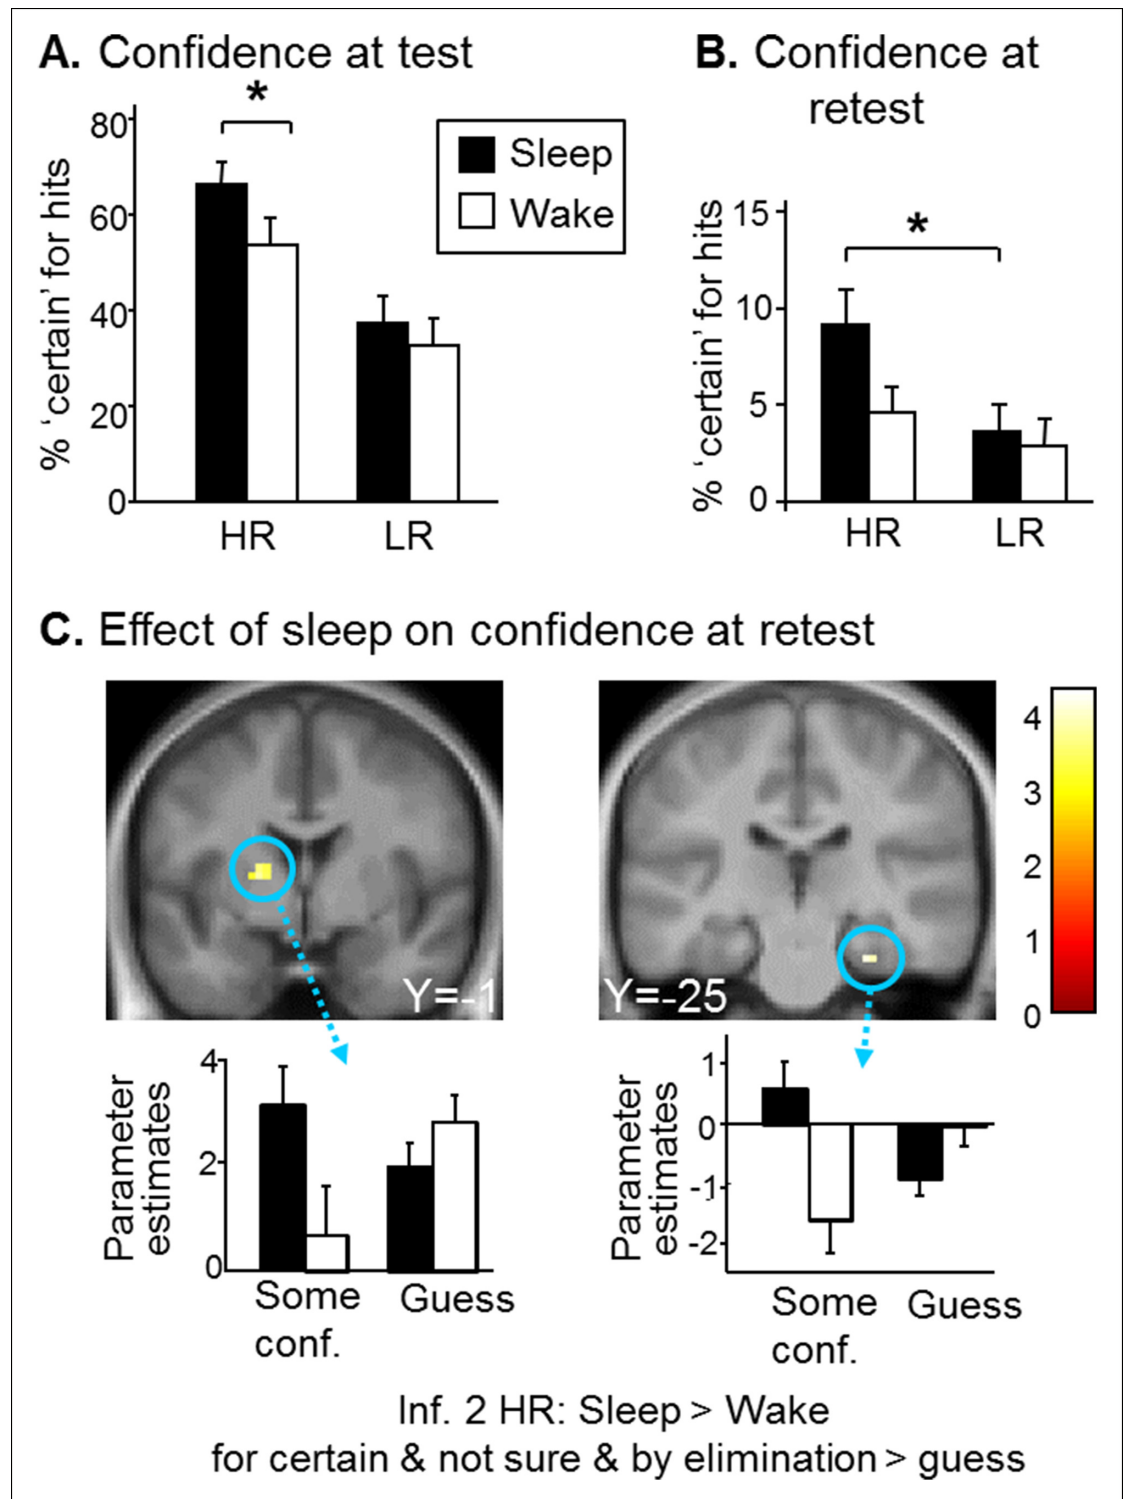 A. Confidence at test
*
% ‘certain’ for hits
80
60
40
20
0
HR LR
Sleep
Wake
B. Confidence at
retest
*
% ‘certain’ for hits
15
10
5
0
HR LR
C. Effect of sleep on confidence at retest
Y=-1
Y=-25
4
3
2
1
0
Parameter
estimates
4
2
0
Some
conf.
Guess
Parameter
estimates
1
0
-1
-2
Some
conf.
Guess
Inf. 2 HR: Sleep > Wake
for certain & not sure & by elimination > guess